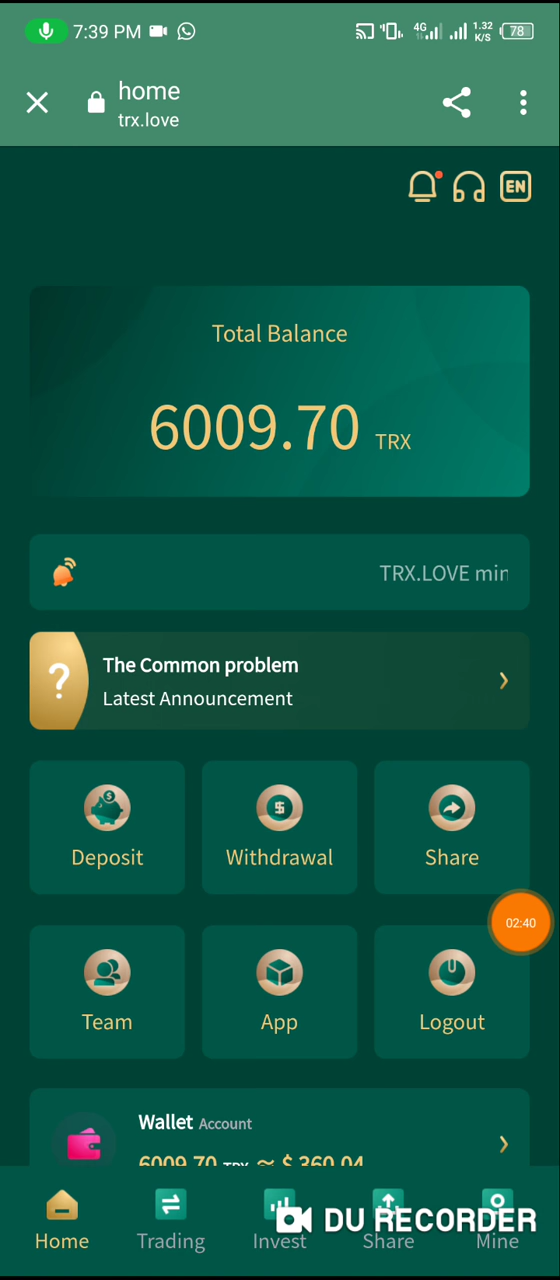 7:39 PM
4G
1.32
K/S
78
home
trx.love
EN
Total Balance
6009.70 TRX
TRX.LOVE min
?
The Common problem
Latest Announcement
Deposit
Withdrawal
Share
02:40
Team
App
Logout
Wallet Account
6009.70 TRX ≈ $ 360.04
Home
Trading
Invest
Share
Mine
DU RECORDER